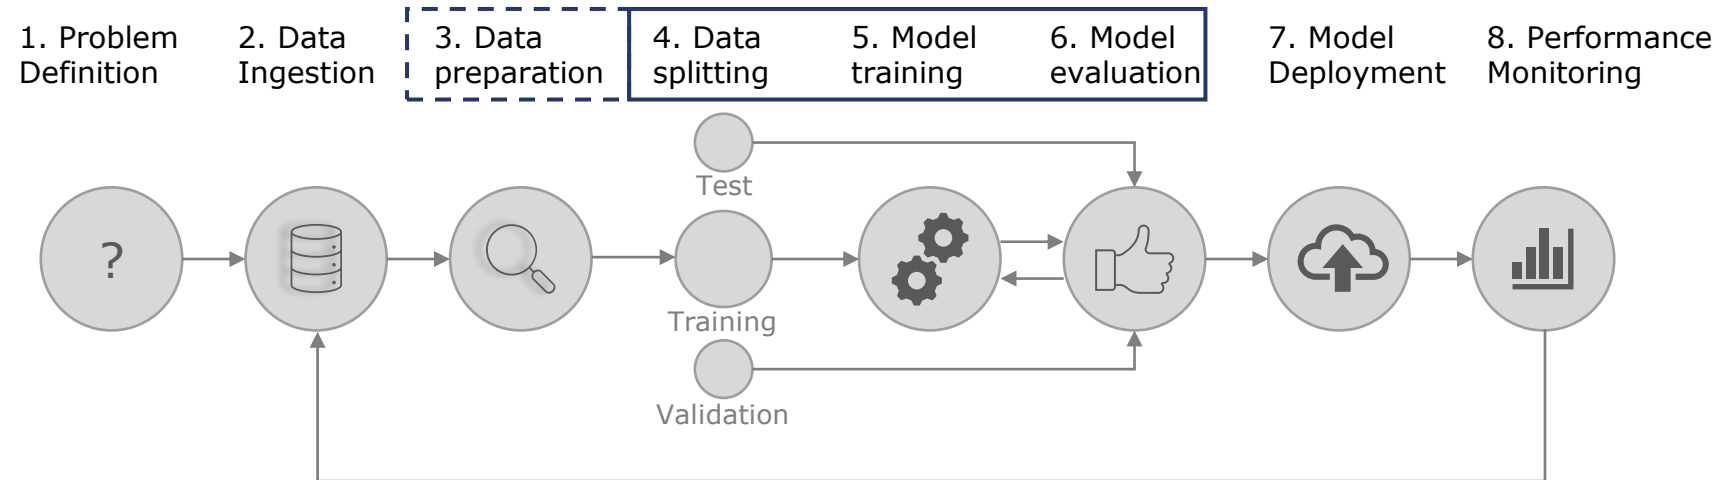 1. Problem
Definition
2. Data
Ingestion
3. Data
preparation
4. Data
splitting
5. Model
training
6. Model
evaluation
7. Model
Deployment
8. Performance
Monitoring
Test
?
Training
Validation